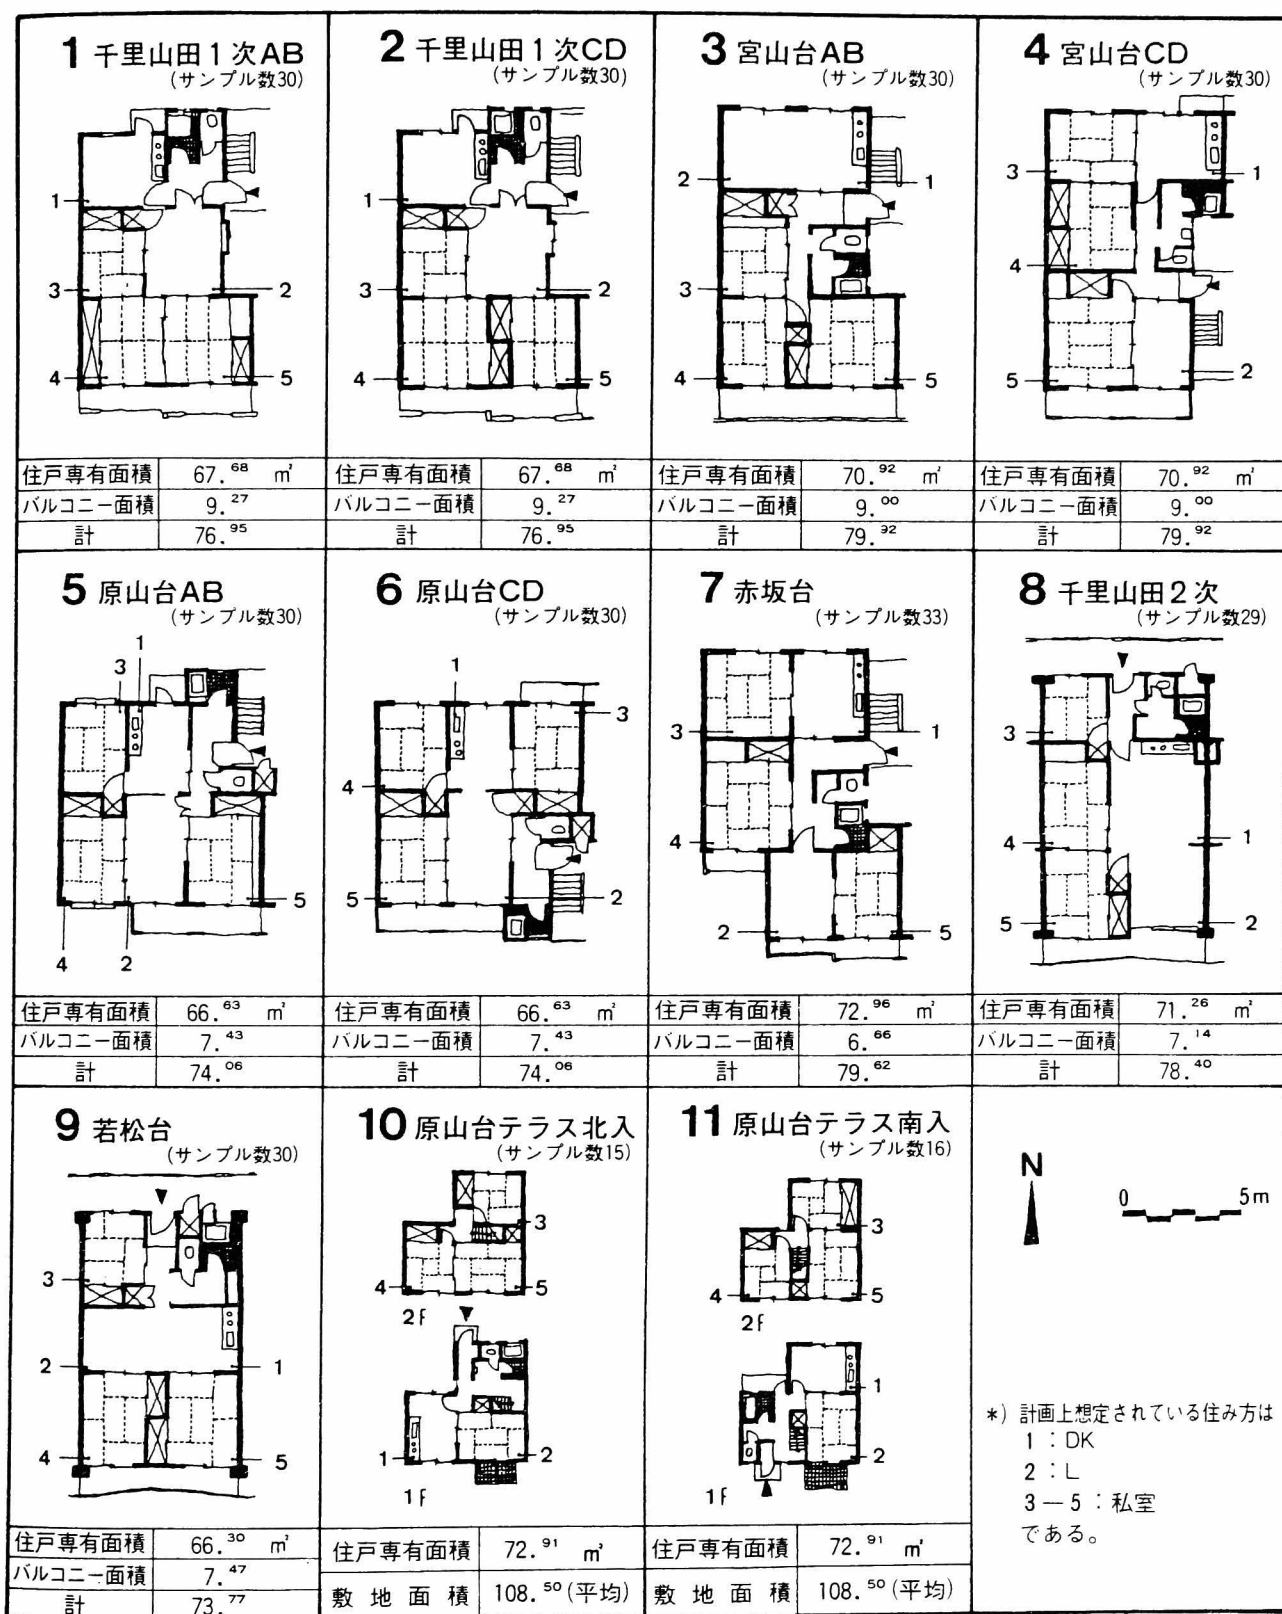 1 千里山田1次AB
(サンプル数30)
1
3
2
4
5
住戸専有面積 67.68 m²
バルコニー面積 9.27
計 76.95
2 千里山田1次CD
(サンプル数30)
1
3
2
4
5
住戸専有面積 67.68 m²
バルコニー面積 9.27
計 76.95
3 宮山台AB
(サンプル数30)
2
1
3
4
5
住戸専有面積 70.92 m²
バルコニー面積 9.00
計 79.92
4 宮山台CD
(サンプル数30)
3
1
4
5
2
住戸専有面積 70.92 m²
バルコニー面積 9.00
計 79.92
5 原山台AB
(サンプル数30)
1
3
5
4
2
住戸専有面積 66.63 m²
バルコニー面積 7.43
計 74.06
6 原山台CD
(サンプル数30)
1
3
4
5
2
住戸専有面積 66.63 m²
バルコニー面積 7.43
計 74.06
7 赤坂台
(サンプル数33)
3
1
4
2
5
住戸専有面積 72.96 m²
バルコニー面積 6.66
計 79.62
8 千里山田2次
(サンプル数29)
3
4
1
5
2
住戸専有面積 71.26 m²
バルコニー面積 7.14
計 78.40
9 若松台
(サンプル数30)
3
2
1
4
5
住戸専有面積 66.30 m²
バルコニー面積 7.47
計 73.77
10 原山台テラス北入
(サンプル数15)
3
4
5
2F
1
2
1F
住戸専有面積 72.91 m²
敷地面積 108.50(平均)
11 原山台テラス南入
(サンプル数16)
3
4
5
2F
1
2
1F
住戸専有面積 72.91 m²
敷地面積 108.50(平均)
N
0 5m
*) 計画上想定されている住み方は
1:DK
2:L
3—5:私室
である。